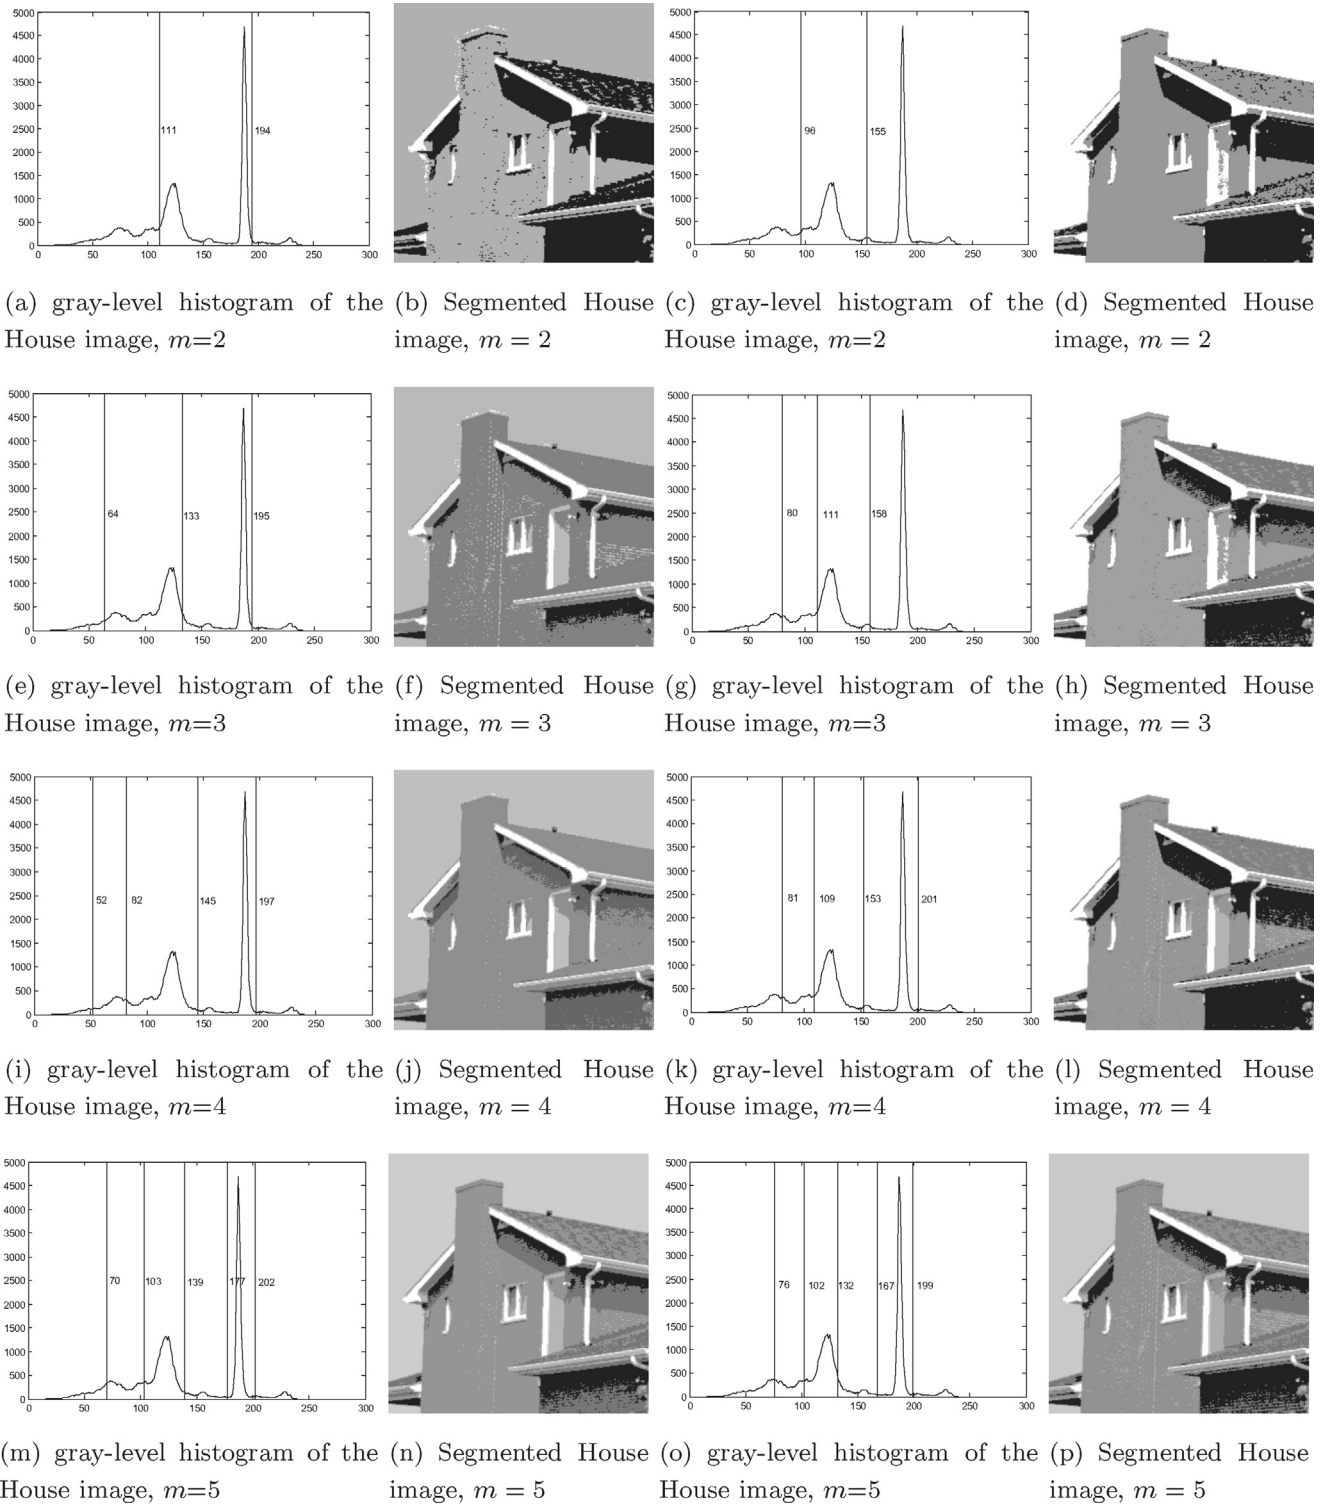 5000
4500
4000
3500
3000
2500
2000
1500
1000
500
0
111
194
0 50 100 150 200 250 300
5000
4500
4000
3500
3000
2500
2000
1500
1000
500
0
96
155
0 50 100 150 200 250 300
(a) gray-level histogram of the
House image, m=2
(b) Segmented House
image, m = 2
(c) gray-level histogram of the
House image, m=2
(d) Segmented House
image, m = 2
5000
4500
4000
3500
3000
2500
2000
1500
1000
500
0
64
133
195
0 50 100 150 200 250 300
5000
4500
4000
3500
3000
2500
2000
1500
1000
500
0
80
111
158
0 50 100 150 200 250 300
(e) gray-level histogram of the
House image, m=3
(f) Segmented House
image, m = 3
(g) gray-level histogram of the
House image, m=3
(h) Segmented House
image, m = 3
5000
4500
4000
3500
3000
2500
2000
1500
1000
500
0
52
82
145
197
0 50 100 150 200 250 300
5000
4500
4000
3500
3000
2500
2000
1500
1000
500
0
81
109
153
201
0 50 100 150 200 250 300
(i) gray-level histogram of the
House image, m=4
(j) Segmented House
image, m = 4
(k) gray-level histogram of the
House image, m=4
(l) Segmented House
image, m = 4
5000
4500
4000
3500
3000
2500
2000
1500
1000
500
0
70
103
139
177
202
0 50 100 150 200 250 300
5000
4500
4000
3500
3000
2500
2000
1500
1000
500
0
76
102
132
167
199
0 50 100 150 200 250 300
(m) gray-level histogram of the
House image, m=5
(n) Segmented House
image, m = 5
(o) gray-level histogram of the
House image, m=5
(p) Segmented House
image, m = 5